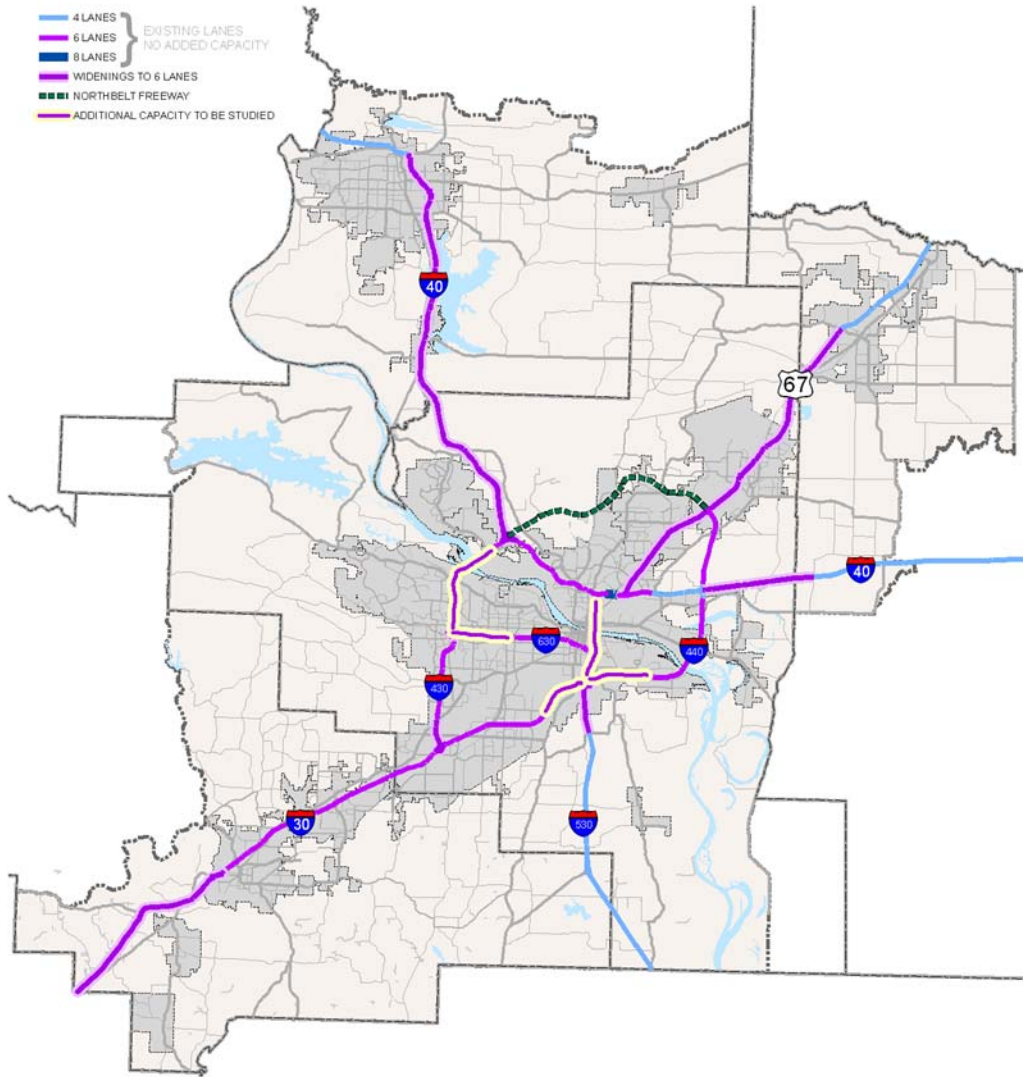 4 LANES
6 LANES
8 LANES
EXISTING LANES
NO ADDED CAPACITY
WIDENINGS TO 6 LANES
NORTHBELT FREEWAY
ADDITIONAL CAPACITY TO BE STUDIED
40
67
40
630
440
430
30
530